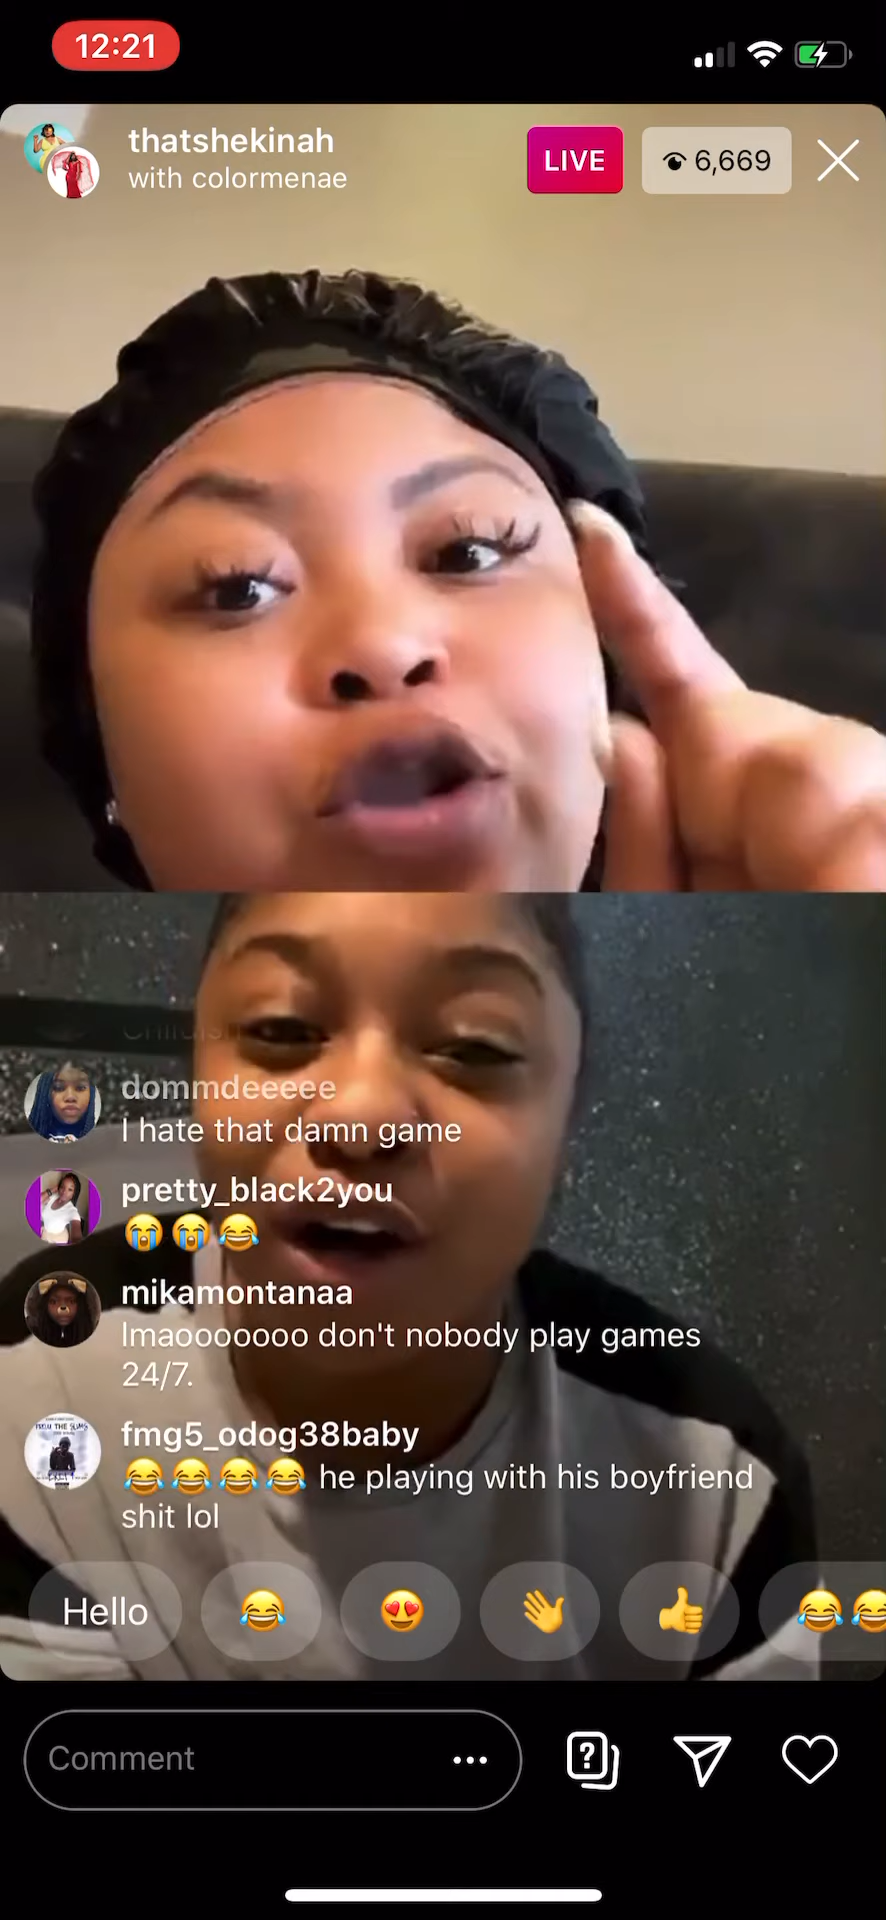 12:21
thatshekinah
with colormenae
LIVE
6,669
dommdeeeee
I hate that damn game
pretty_black2you
😭😭😂
mikamontanaa
lmaooooooo don't nobody play games
24/7.
fmg5_odog38baby
😂😂😂😂 he playing with his boyfriend
shit lol
Hello 😂 😍 👋 👍 😂😂
Comment